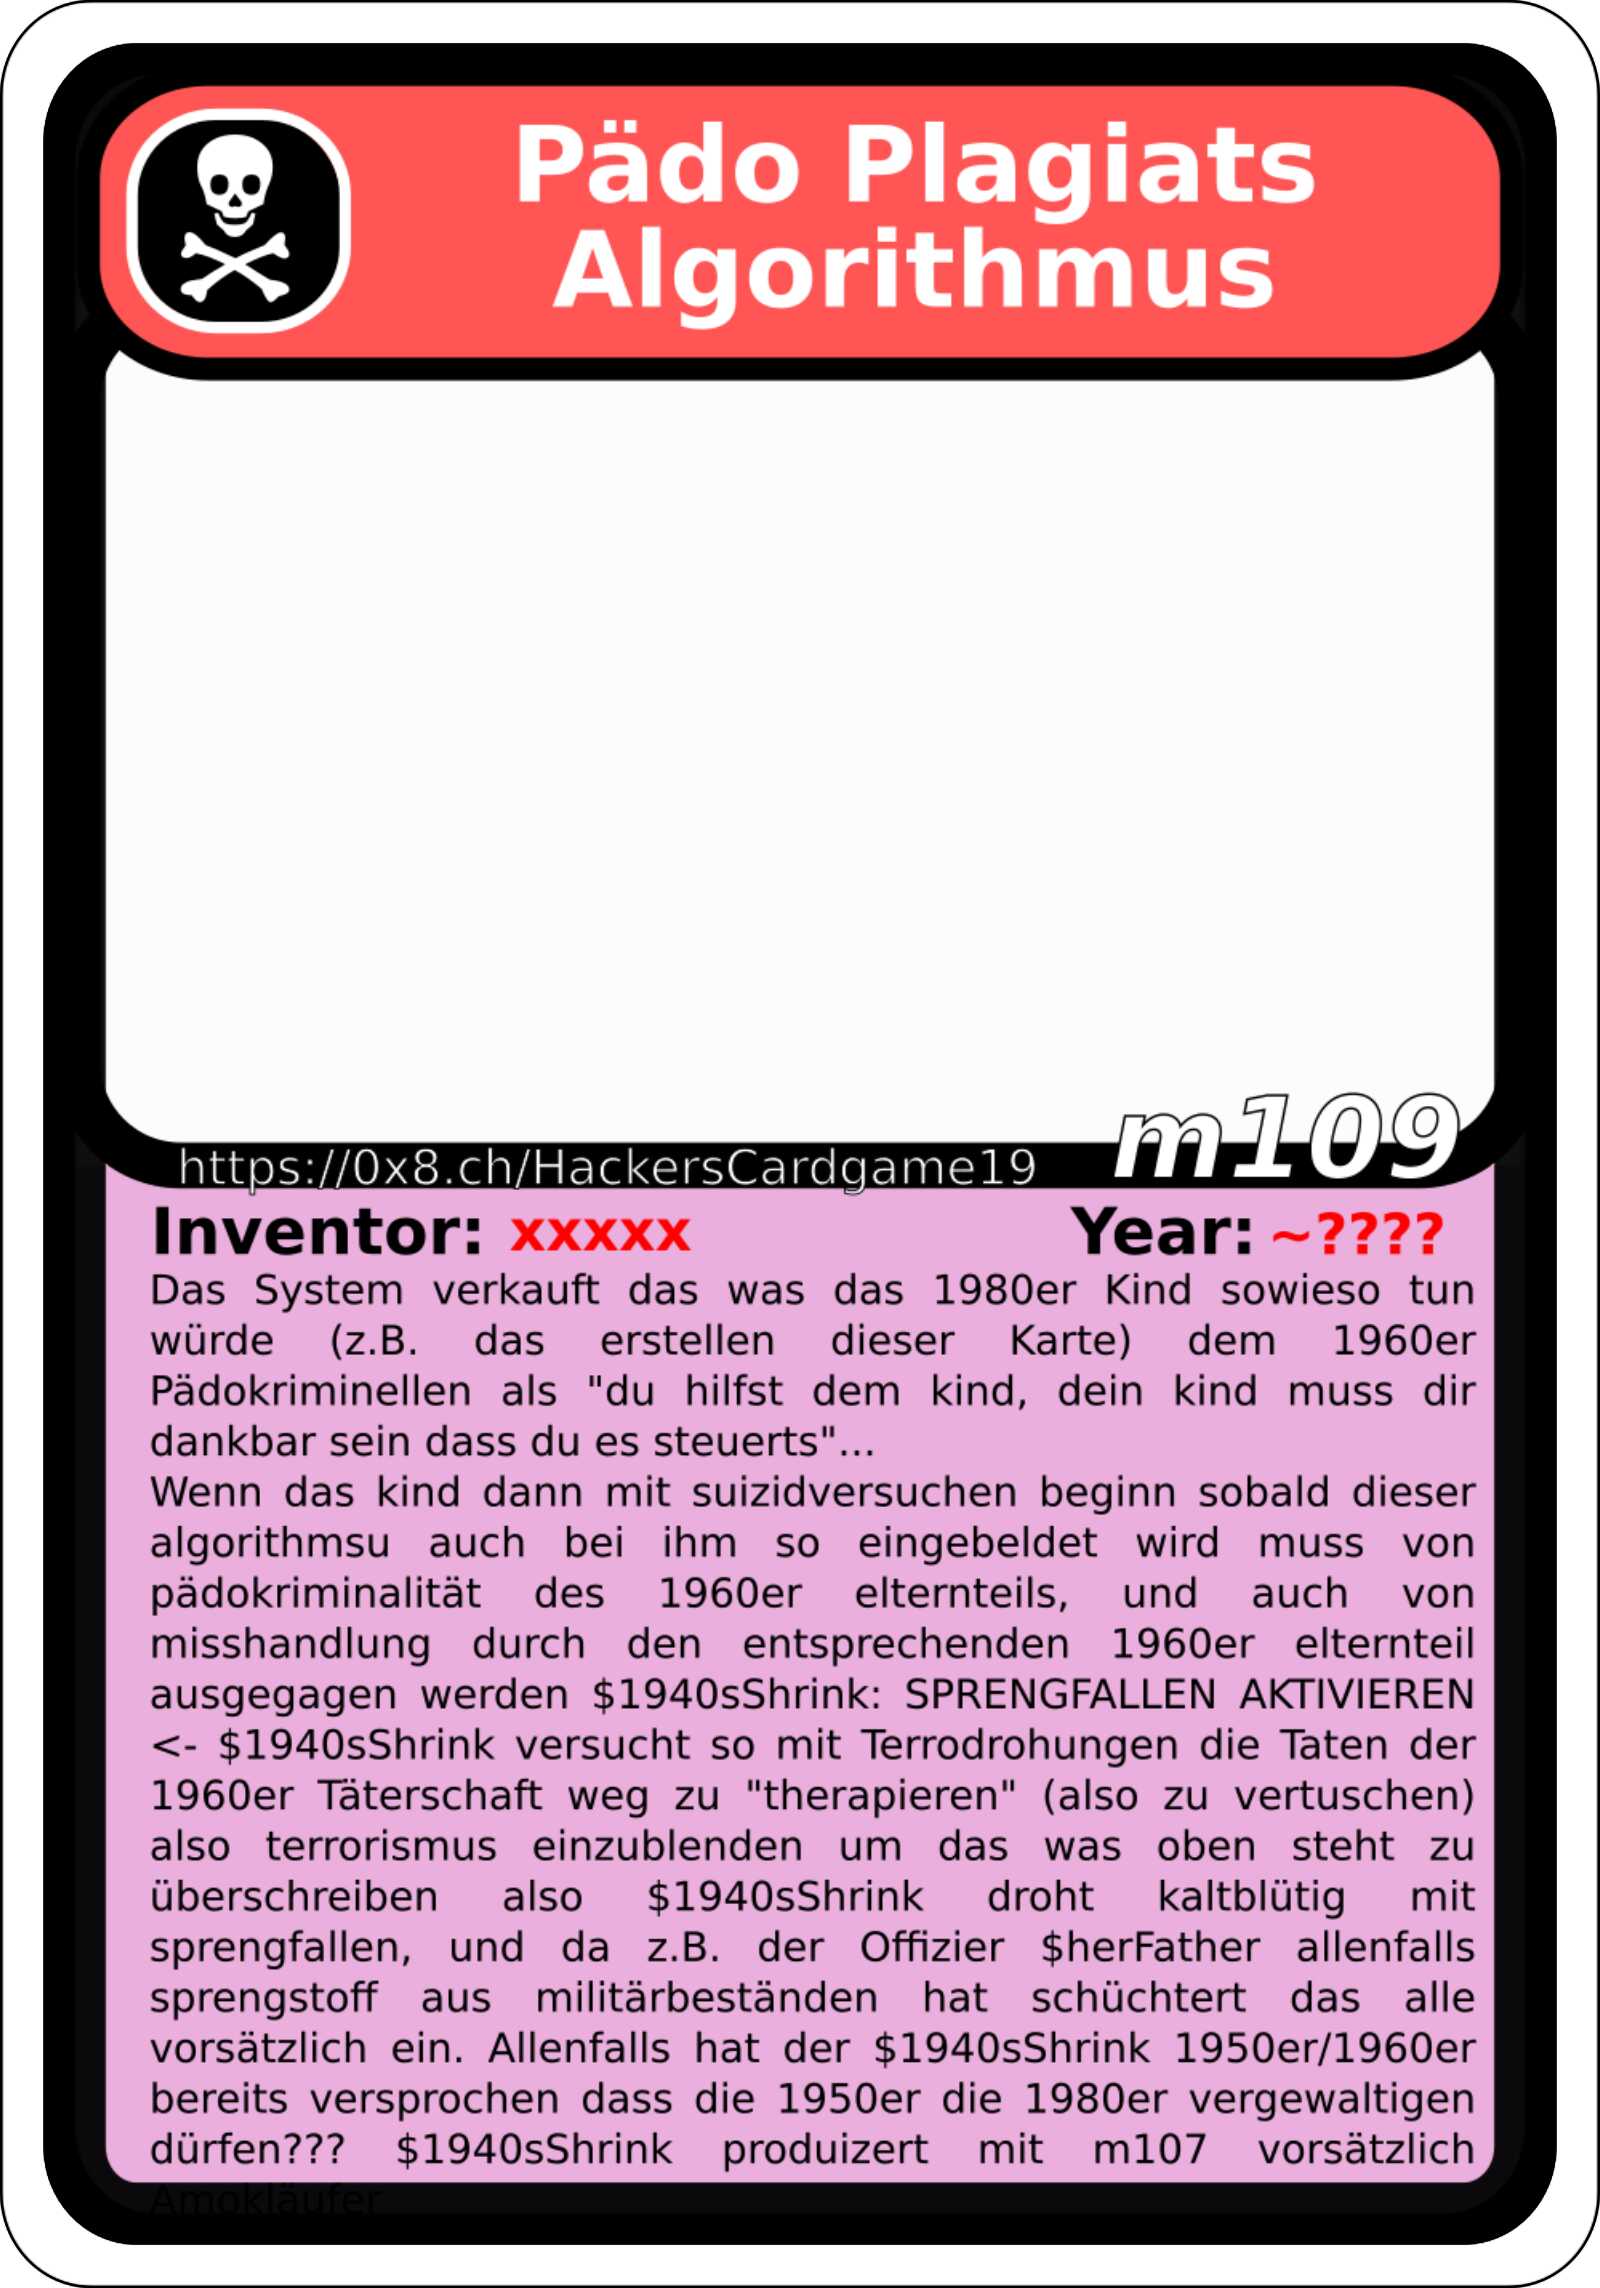 Pädo Plagiats
Algorithmus
m109
https://0x8.ch/HackersCardgame19
Inventor: xxxxx Year: ~????
Das System verkauft das was das 1980er Kind sowieso tun
würde (z.B. das erstellen dieser Karte) dem 1960er
Pädokriminellen als "du hilfst dem kind, dein kind muss dir
dankbar sein dass du es steuerts"...
Wenn das kind dann mit suizidversuchen beginn sobald dieser
algorithmsu auch bei ihm so eingebeldet wird muss von
pädokriminalität des 1960er elternteils, und auch von
misshandlung durch den entsprechenden 1960er elternteil
ausgegagen werden $1940sShrink: SPRENGFALLEN AKTIVIEREN
<- $1940sShrink versucht so mit Terrodrohungen die Taten der
1960er Täterschaft weg zu "therapieren" (also zu vertuschen)
also terrorismus einzublenden um das was oben steht zu
überschreiben also $1940sShrink droht kaltblütig mit
sprengfallen, und da z.B. der Offizier $herFather allenfalls
sprengstoff aus militärbeständen hat schüchtert das alle
vorsätzlich ein. Allenfalls hat der $1940sShrink 1950er/1960er
bereits versprochen dass die 1950er die 1980er vergewaltigen
dürfen??? $1940sShrink produizert mit m107 vorsätzlich
Amokläufer